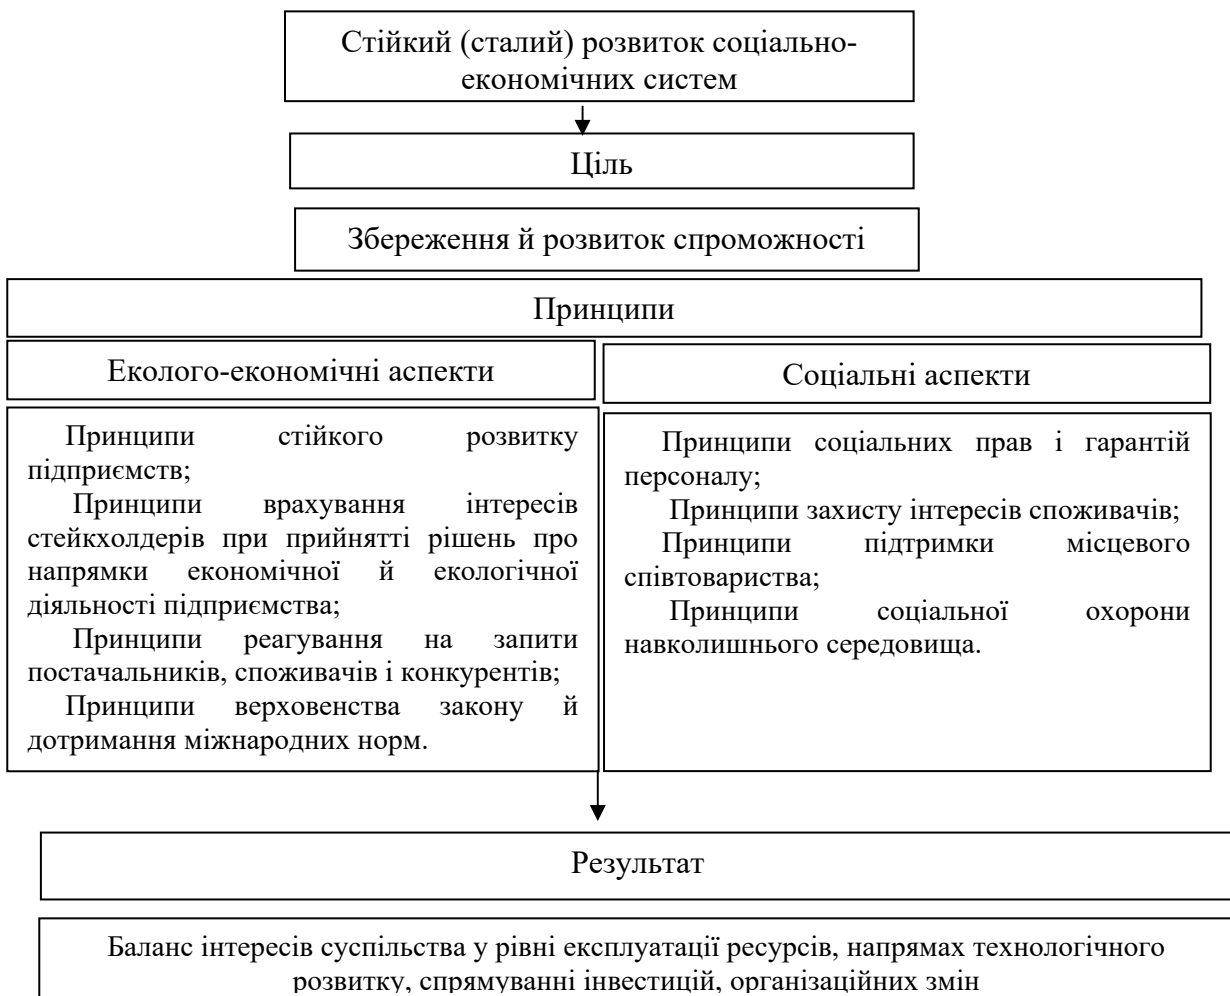 Стійкий (сталий) розвиток соціально-
економічних систем
Ціль
Збереження й розвиток спроможності
Принципи
Еколого-економічні аспекти
Принципи стійкого розвитку
підприємств;
Принципи врахування інтересів
стейкхолдерів при прийнятті рішень про
напрямки економічної й екологічної
діяльності підприємства;
Принципи реагування на запити
постачальників, споживачів і конкурентів;
Принципи верховенства закону й
дотримання міжнародних норм.
Соціальні аспекти
Принципи соціальних прав і гарантій
персоналу;
Принципи захисту інтересів споживачів;
Принципи підтримки місцевого
співтовариства;
Принципи соціальної охорони
навколишнього середовища.
Результат
Баланс інтересів суспільства у рівні експлуатації ресурсів, напрямах технологічного
розвитку, спрямуванні інвестицій, організаційних змін